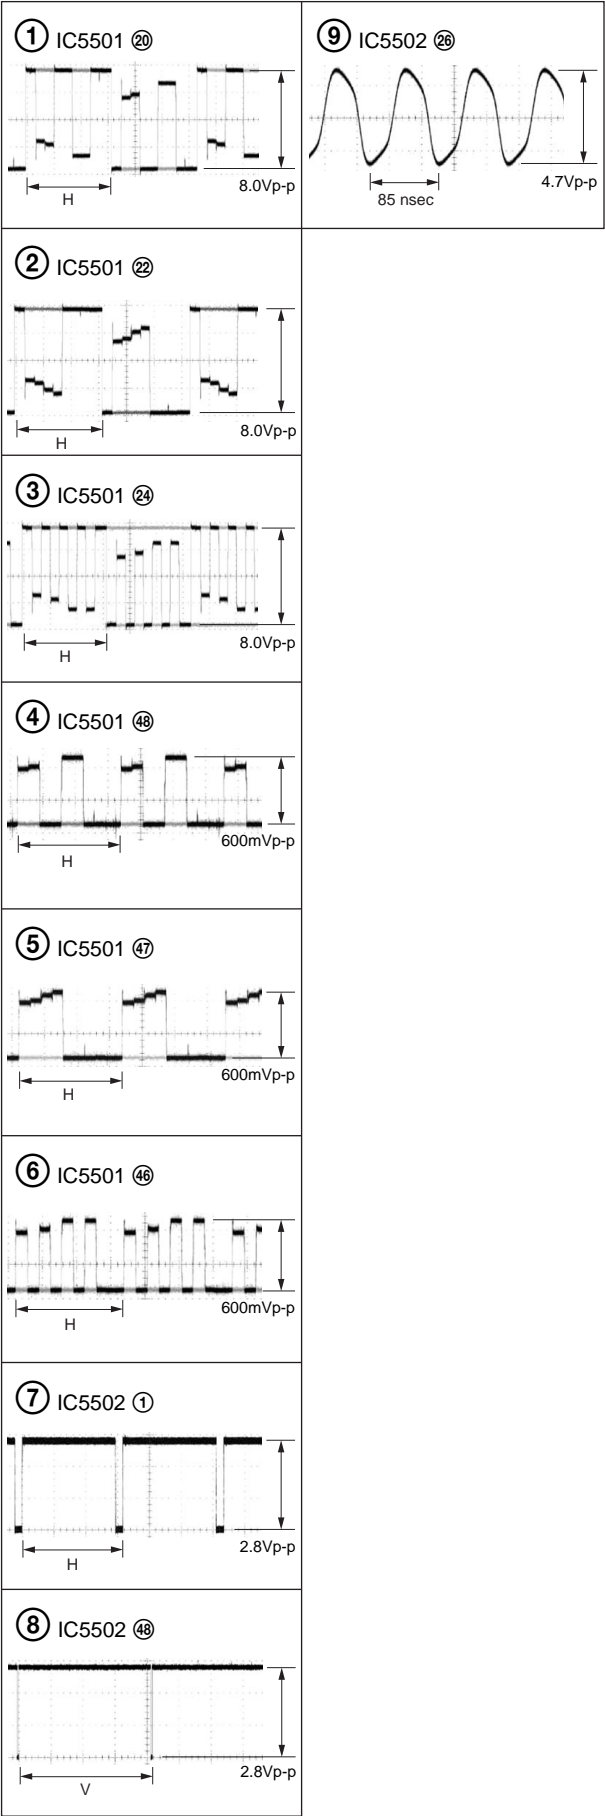 ① IC5501 ⑳
H
8.0Vp-p
② IC5501 ㉒
H
8.0Vp-p
③ IC5501 ㉔
H
8.0Vp-p
④ IC5501 ㊽
H
600mVp-p
⑤ IC5501 ㊼
H
600mVp-p
⑥ IC5501 ㊻
H
600mVp-p
⑦ IC5502 ①
H
2.8Vp-p
⑧ IC5502 ㊽
V
2.8Vp-p
⑨ IC5502 ㉖
4.7Vp-p
85 nsec